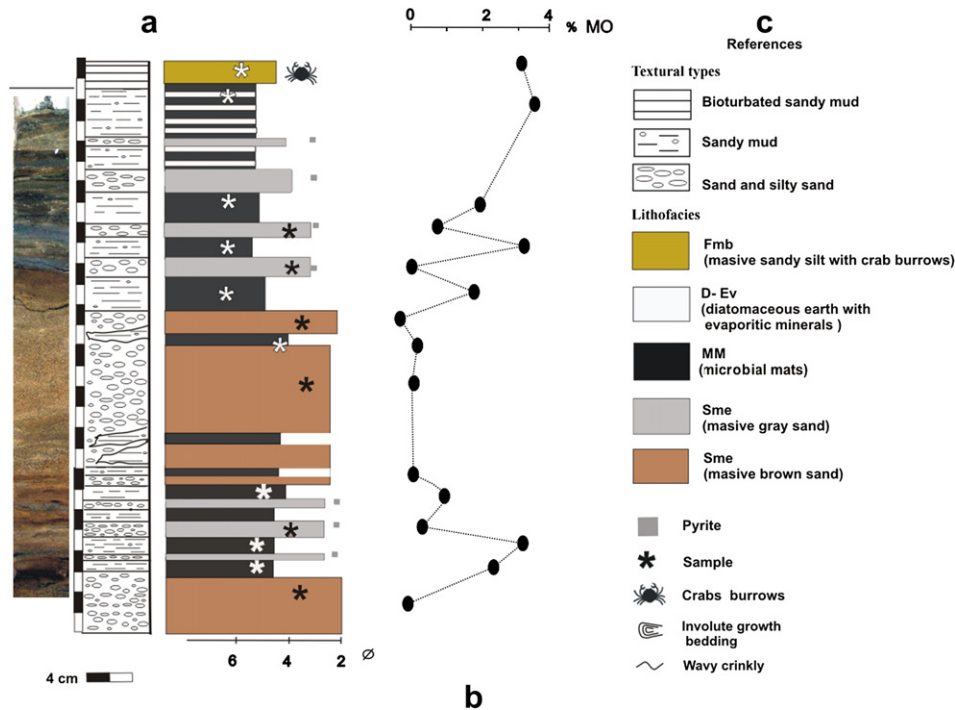 a
0 2 4
% MO
c
References
Textural types
Bioturbated sandy mud
Sandy mud
Sand and silty sand
Lithofacies
Fmb
(masive sandy silt with crab burrows)
D- Ev
(diatomaceous earth with
evaporitic minerals )
MM
(microbial mats)
Sme
(masive gray sand)
Sme
(masive brown sand)
Pyrite
Sample
Crabs burrows
Involute growth
bedding
Wavy crinkly
6 4 2 ø
4 cm
b